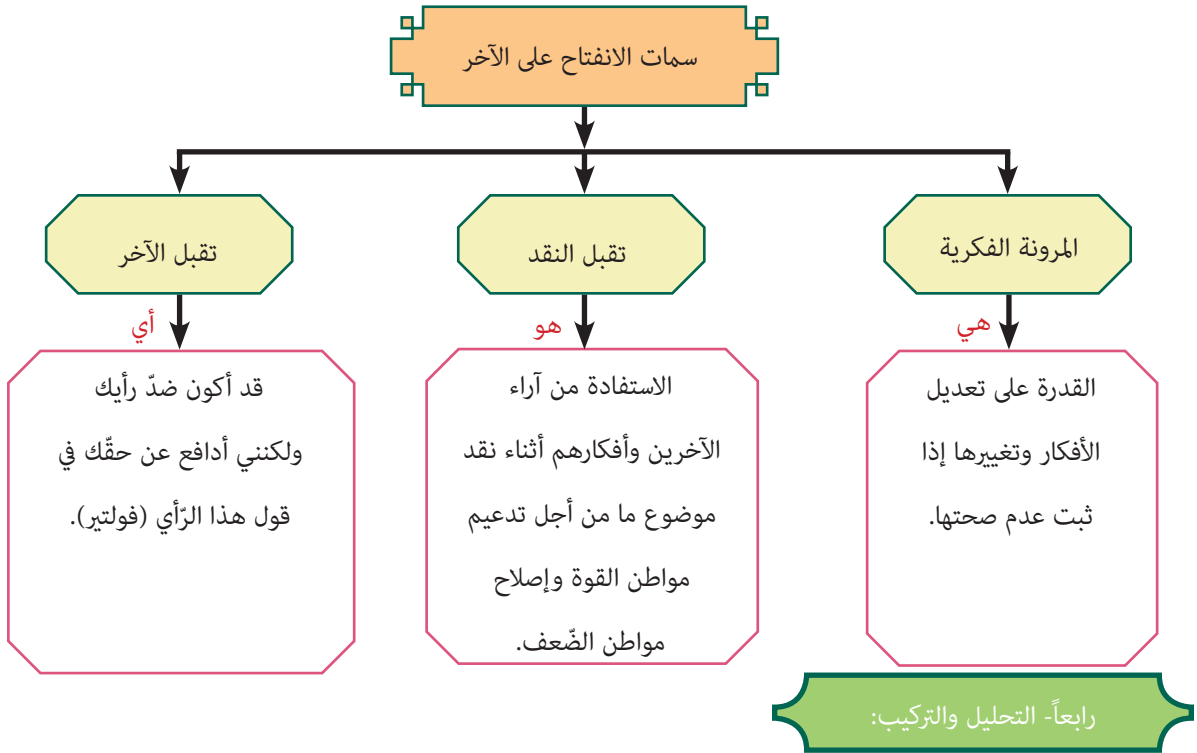 سمات الانفتاح على الآخر
المرونة الفكرية
هي
القدرة على تعديل
الأفكار وتغييرها إذا
ثبت عدم صحتها.
تقبل النقد
هو
الاستفادة من آراء
الآخرين وأفكارهم أثناء نقد
موضوع ما من أجل تدعيم
مواطن القوة وإصلاح
مواطن الضّعف.
تقبل الآخر
أي
قد أكون ضدّ رأيك
ولكنني أدافع عن حقّك في
قول هذا الرّأي (فولتير).
رابعاً- التحليل والتركيب: